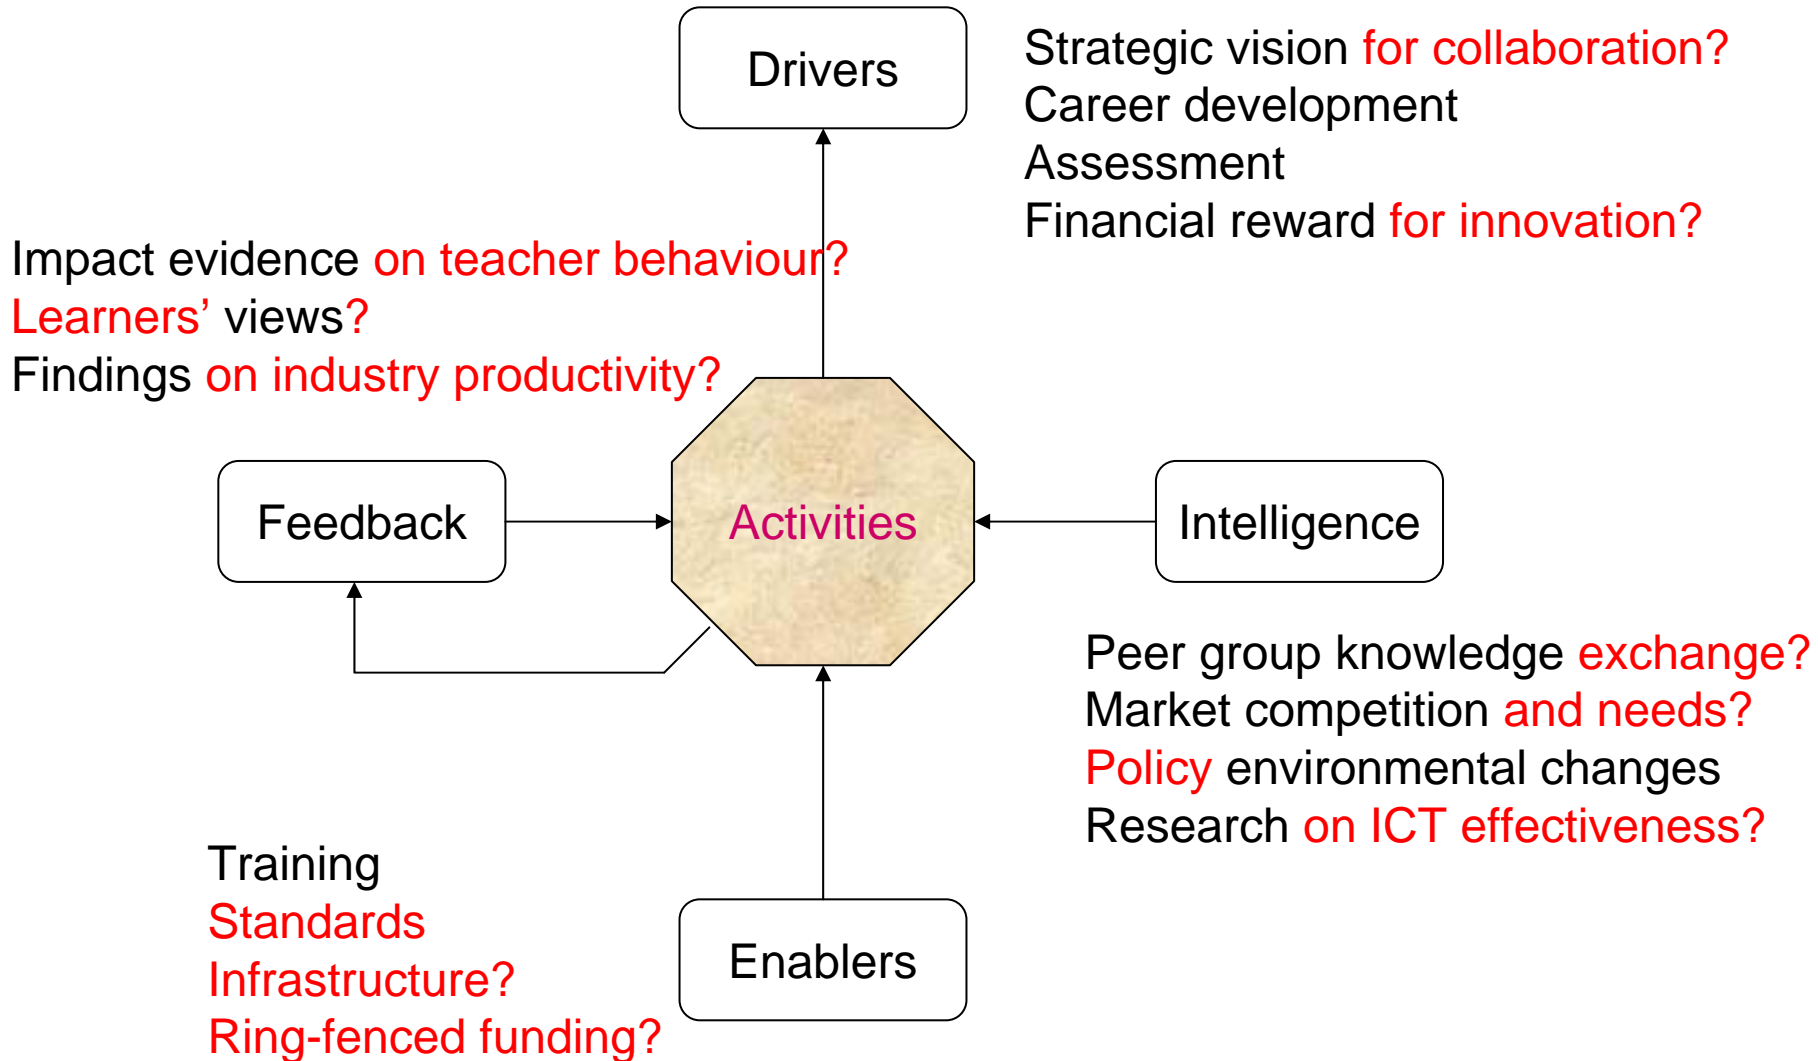 Drivers
Strategic vision for collaboration?
Career development
Assessment
Financial reward for innovation?
Impact evidence on teacher behaviour?
Learners’ views?
Findings on industry productivity?
Feedback
Activities
Intelligence
Peer group knowledge exchange?
Market competition and needs?
Policy environmental changes
Research on ICT effectiveness?
Training
Standards
Infrastructure?
Ring-fenced funding?
Enablers